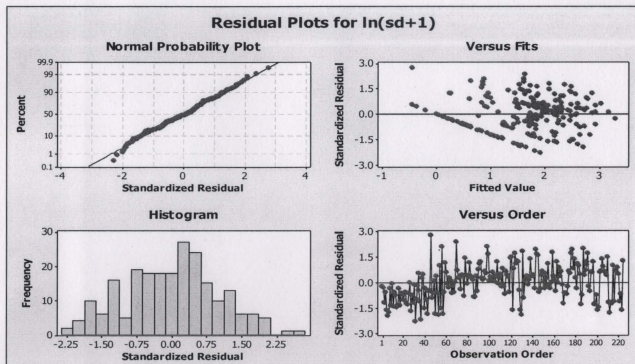 Residual Plots for ln(sd+1)
Normal Probability Plot
Percent
99.9
99
90
50
10
1
0.1
-4 -2 0 2 4
Standardized Residual
Versus Fits
Standardized Residual
3.0
1.5
0.0
-1.5
-3.0
0 1 2 3
Fitted Value
Histogram
Frequency
30
20
10
0
-2.25 -1.50 -0.75 0.00 0.75 1.50 2.25
Standardized Residual
Versus Order
Standardized Residual
3.0
1.5
0.0
-1.5
-3.0
1 20 40 60 80 100 120 140 160 180 200 220
Observation Order